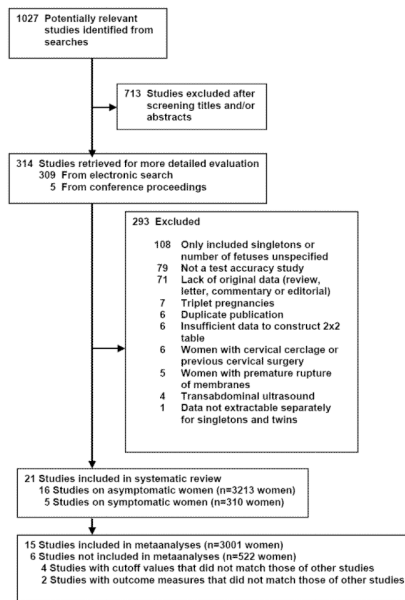 1027 Potentially relevant
studies identified from
searches
713 Studies excluded after
screening titles and/or
abstracts
314 Studies retrieved for more detailed evaluation
309 From electronic search
5 From conference proceedings
293 Excluded
108 Only included singletons or
number of fetuses unspecified
79 Not a test accuracy study
71 Lack of original data (review,
letter, commentary or editorial)
7 Triplet pregnancies
6 Duplicate publication
6 Insufficient data to construct 2x2
table
6 Women with cervical cerclage or
previous cervical surgery
5 Women with premature rupture
of membranes
4 Transabdominal ultrasound
1 Data not extractable separately
for singletons and twins
21 Studies included in systematic review
16 Studies on asymptomatic women (n=3213 women)
5 Studies on symptomatic women (n=310 women)
15 Studies included in metaanalyses (n=3001 women)
6 Studies not included in metaanalyses (n=522 women)
4 Studies with cutoff values that did not match those of other studies
2 Studies with outcome measures that did not match those of other studies